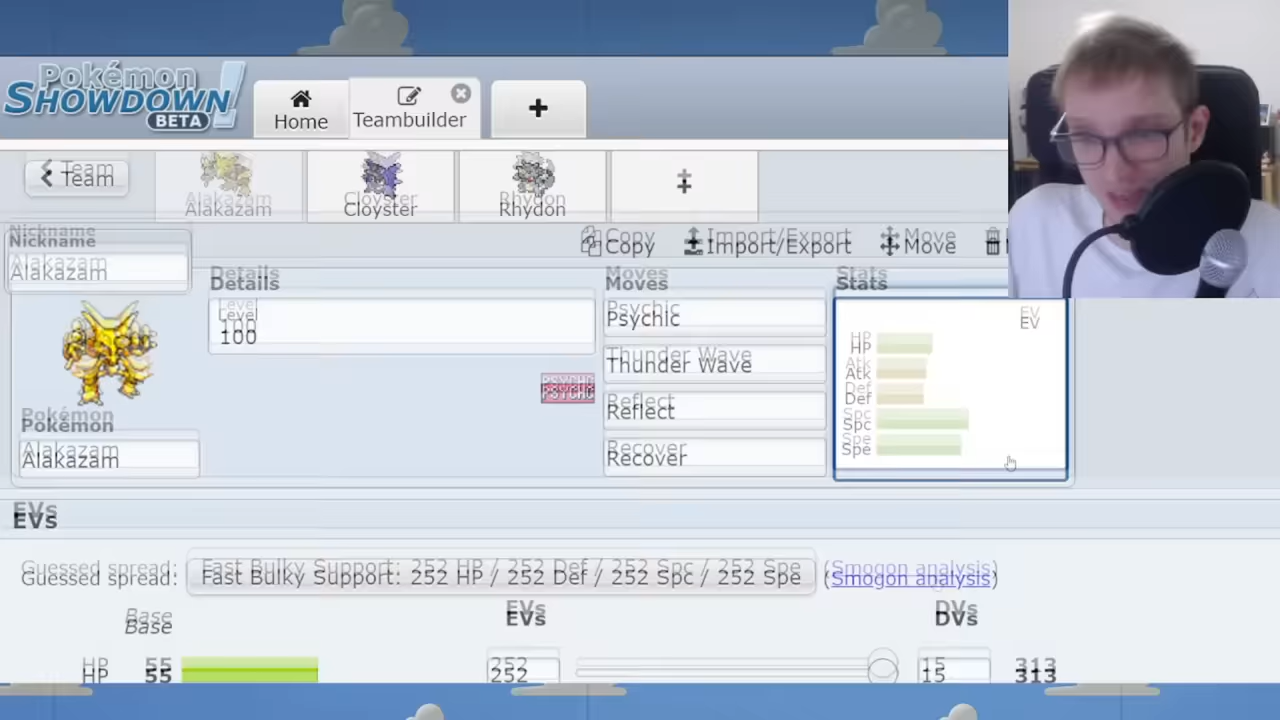 Pokémon
SHOWDOWN!
BETA
Home
Teambuilder
+
Team
Alakazam
Cloyster
Rhydon
+
Copy
Import/Export
Move
Nickname
Alakazam
Details
Level
100
PSYCHC
Pokémon
Alakazam
Moves
Psychic
Thunder Wave
Reflect
Recover
Stats
EV
HP
Atk
Def
Spc
Spe
EVs
Guessed spread: Fast Bulky Support: 252 HP / 252 Def / 252 Spc / 252 Spe (Smogon analysis)
Base EVs DVs
HP 55 252 15 313